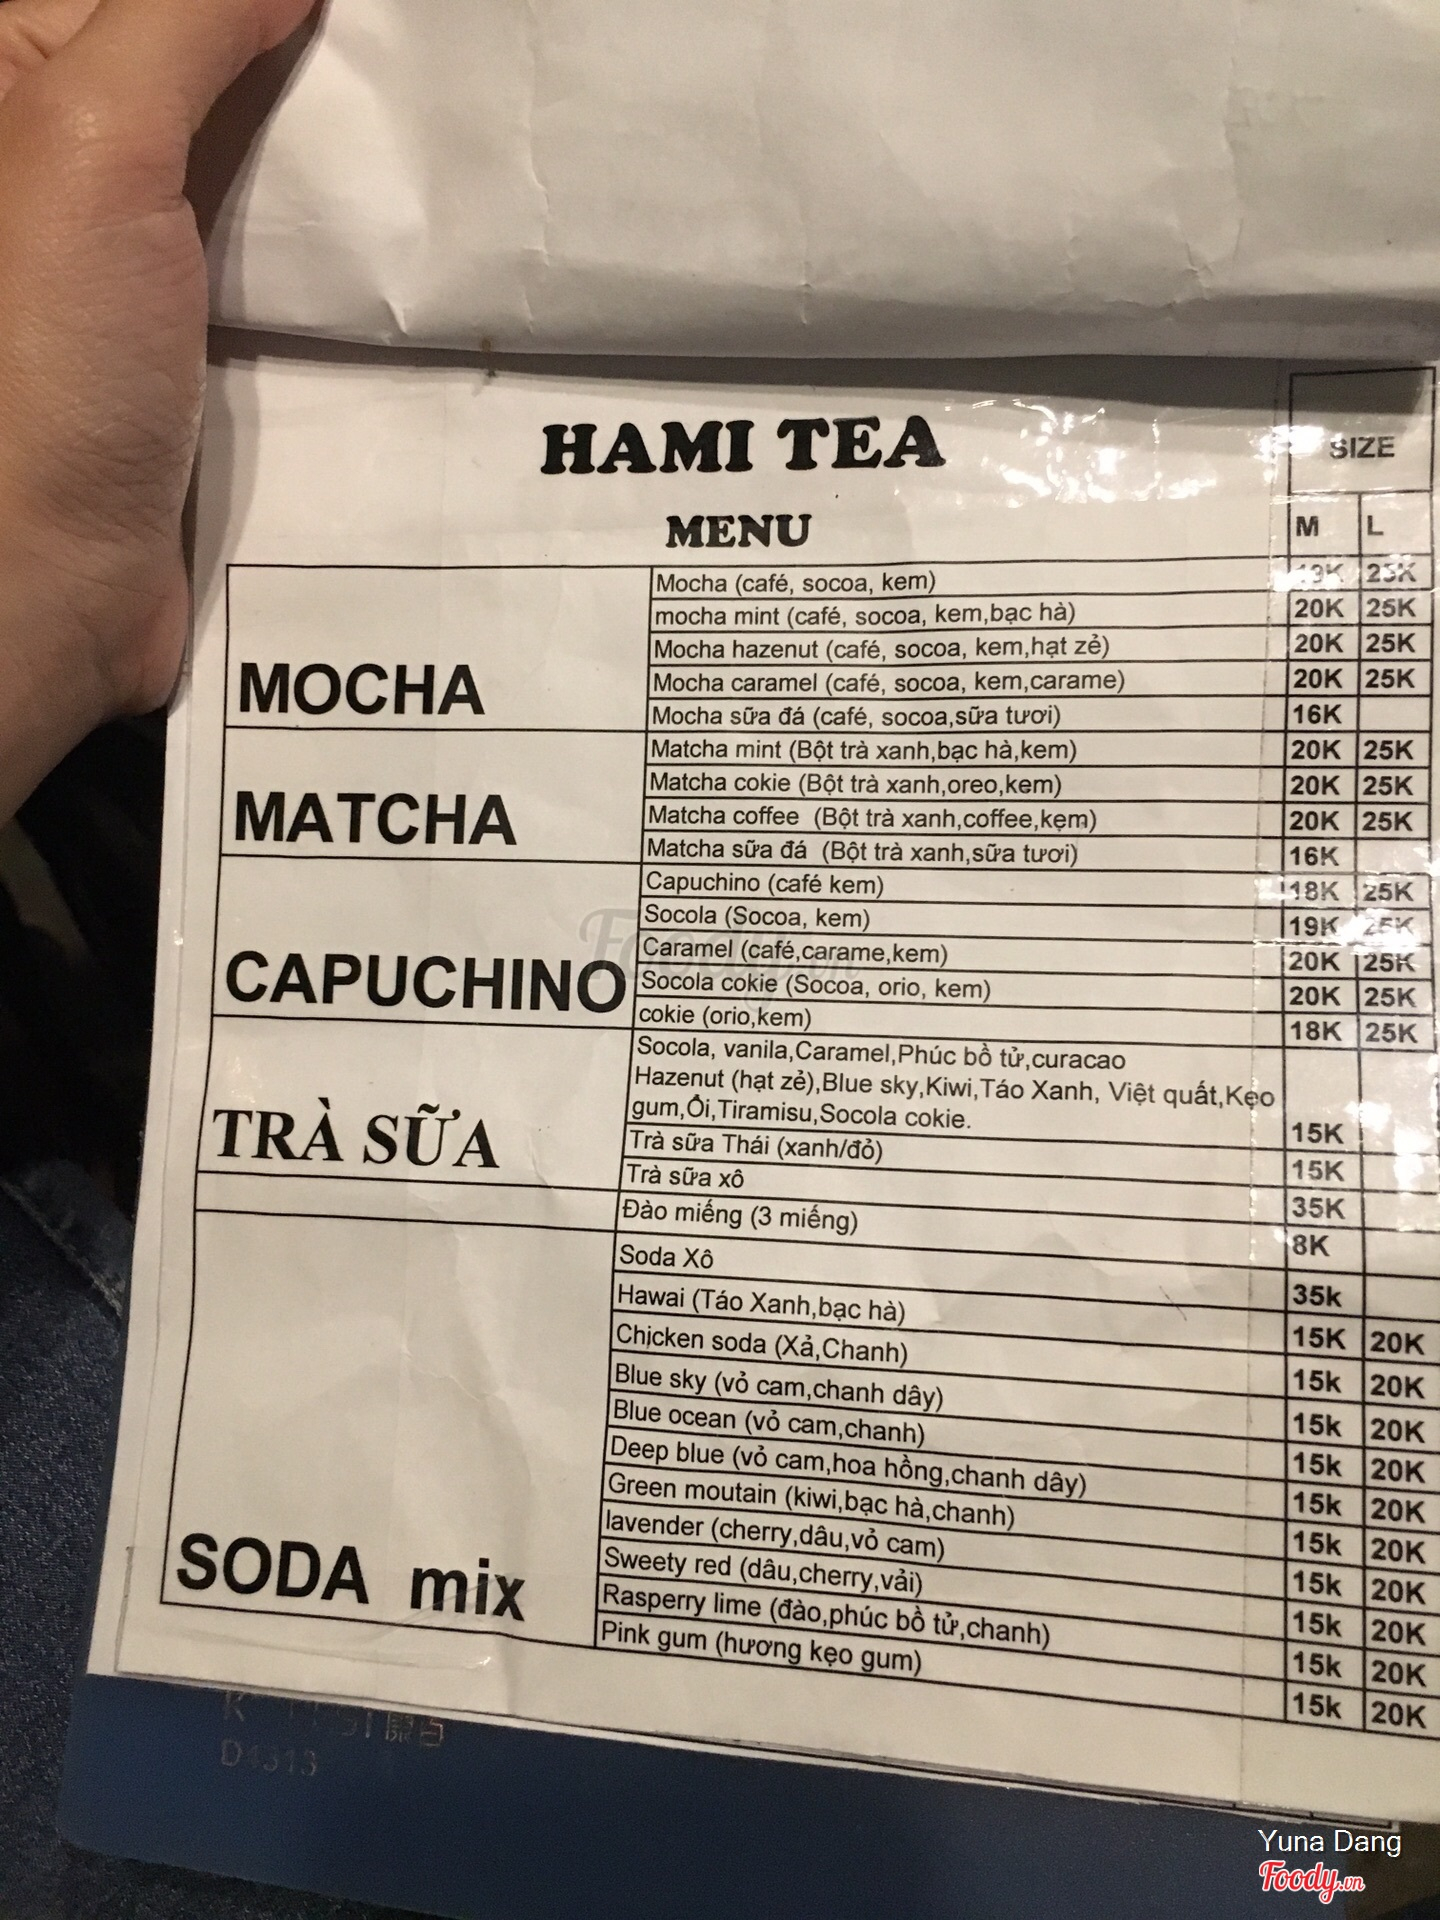 HAMI TEA
SIZE
MENU
M L
MOCHA
Mocha (café, socoa, kem) 19K 25K
mocha mint (café, socoa, kem,bạc hà) 20K 25K
Mocha hazenut (café, socoa, kem,hạt zẻ) 20K 25K
Mocha caramel (café, socoa, kem,carame) 20K 25K
Mocha sữa đá (café, socoa,sữa tươi) 16K
MATCHA
Matcha mint (Bột trà xanh,bạc hà,kem) 20K 25K
Matcha cokie (Bột trà xanh,oreo,kem) 20K 25K
Matcha coffee (Bột trà xanh,coffee,kem) 20K 25K
Matcha sữa đá (Bột trà xanh,sữa tươi) 16K
CAPUCHINO
Capuchino (café kem) 18K 25K
Socola (Socoa, kem) 19K 25K
Caramel (café,carame,kem) 20K 25K
Socola cokie (Socoa, orio, kem) 20K 25K
cokie (orio,kem) 18K 25K
TRÀ SỮA
Socola, vanila,Caramel,Phúc bồ tử,curacao
Hazenut (hạt zẻ),Blue sky,Kiwi,Táo Xanh, Việt quất,Kẹo
gum,Ổi,Tiramisu,Socola cokie. 15K
Trà sữa Thái (xanh/đỏ) 15K
Trà sữa xô 35K
Đào miếng (3 miếng) 8K
SODA mix
Soda Xô 35k
Hawai (Táo Xanh,bạc hà) 15K 20K
Chicken soda (Xả,Chanh) 15k 20K
Blue sky (vỏ cam,chanh dây) 15k 20K
Blue ocean (vỏ cam,chanh) 15k 20K
Deep blue (vỏ cam,hoa hồng,chanh dây) 15k 20K
Green moutain (kiwi,bạc hà,chanh) 15k 20K
lavender (cherry,dâu,vỏ cam) 15k 20K
Sweety red (dâu,cherry,vải) 15k 20K
Rasperry lime (đào,phúc bồ tử,chanh) 15k 20K
Pink gum (hương kẹo gum) 15k 20K
Foody.vn
D4313
Yuna Dang
Foody.vn